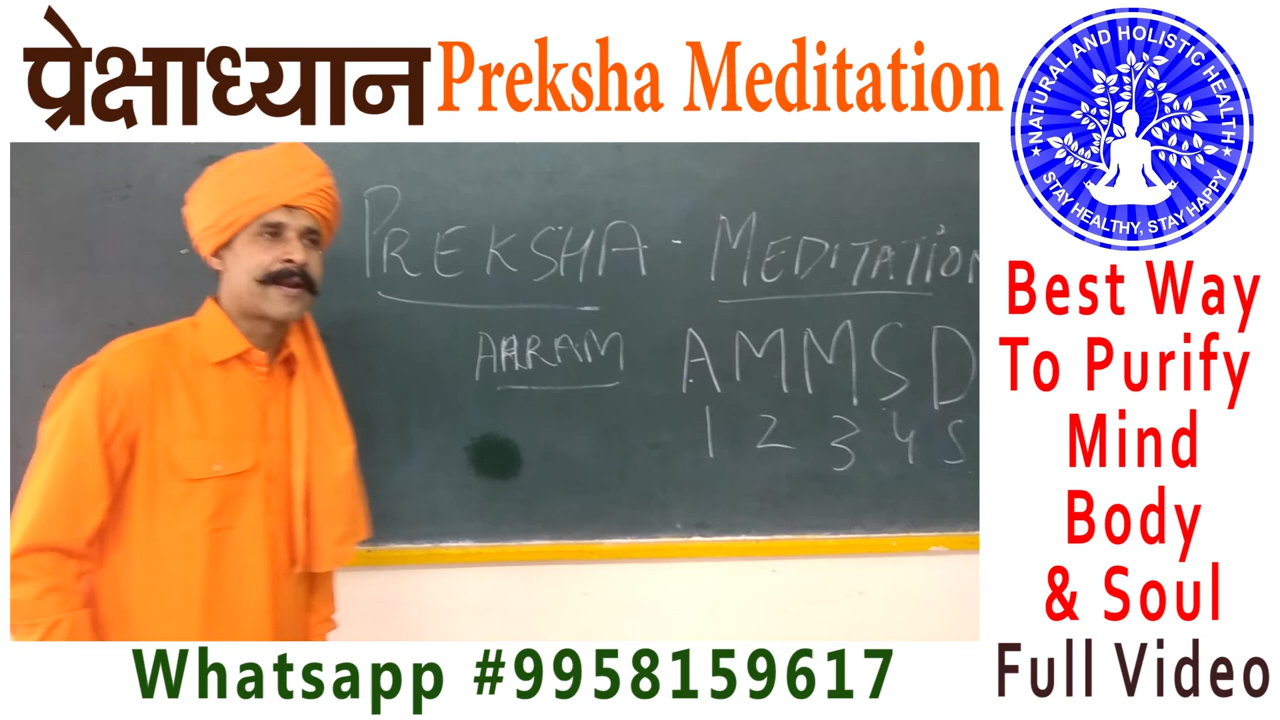 प्रेक्षाध्यान Preksha Meditation
NATURAL AND HOLISTIC HEALTH
STAY HEALTHY, STAY HAPPY
PREKSHA - MEDITATION
AARAM AMMSD
1 2 3 4 5
Best Way
To Purify
Mind
Body
& Soul
Whatsapp #9958159617
Full Video